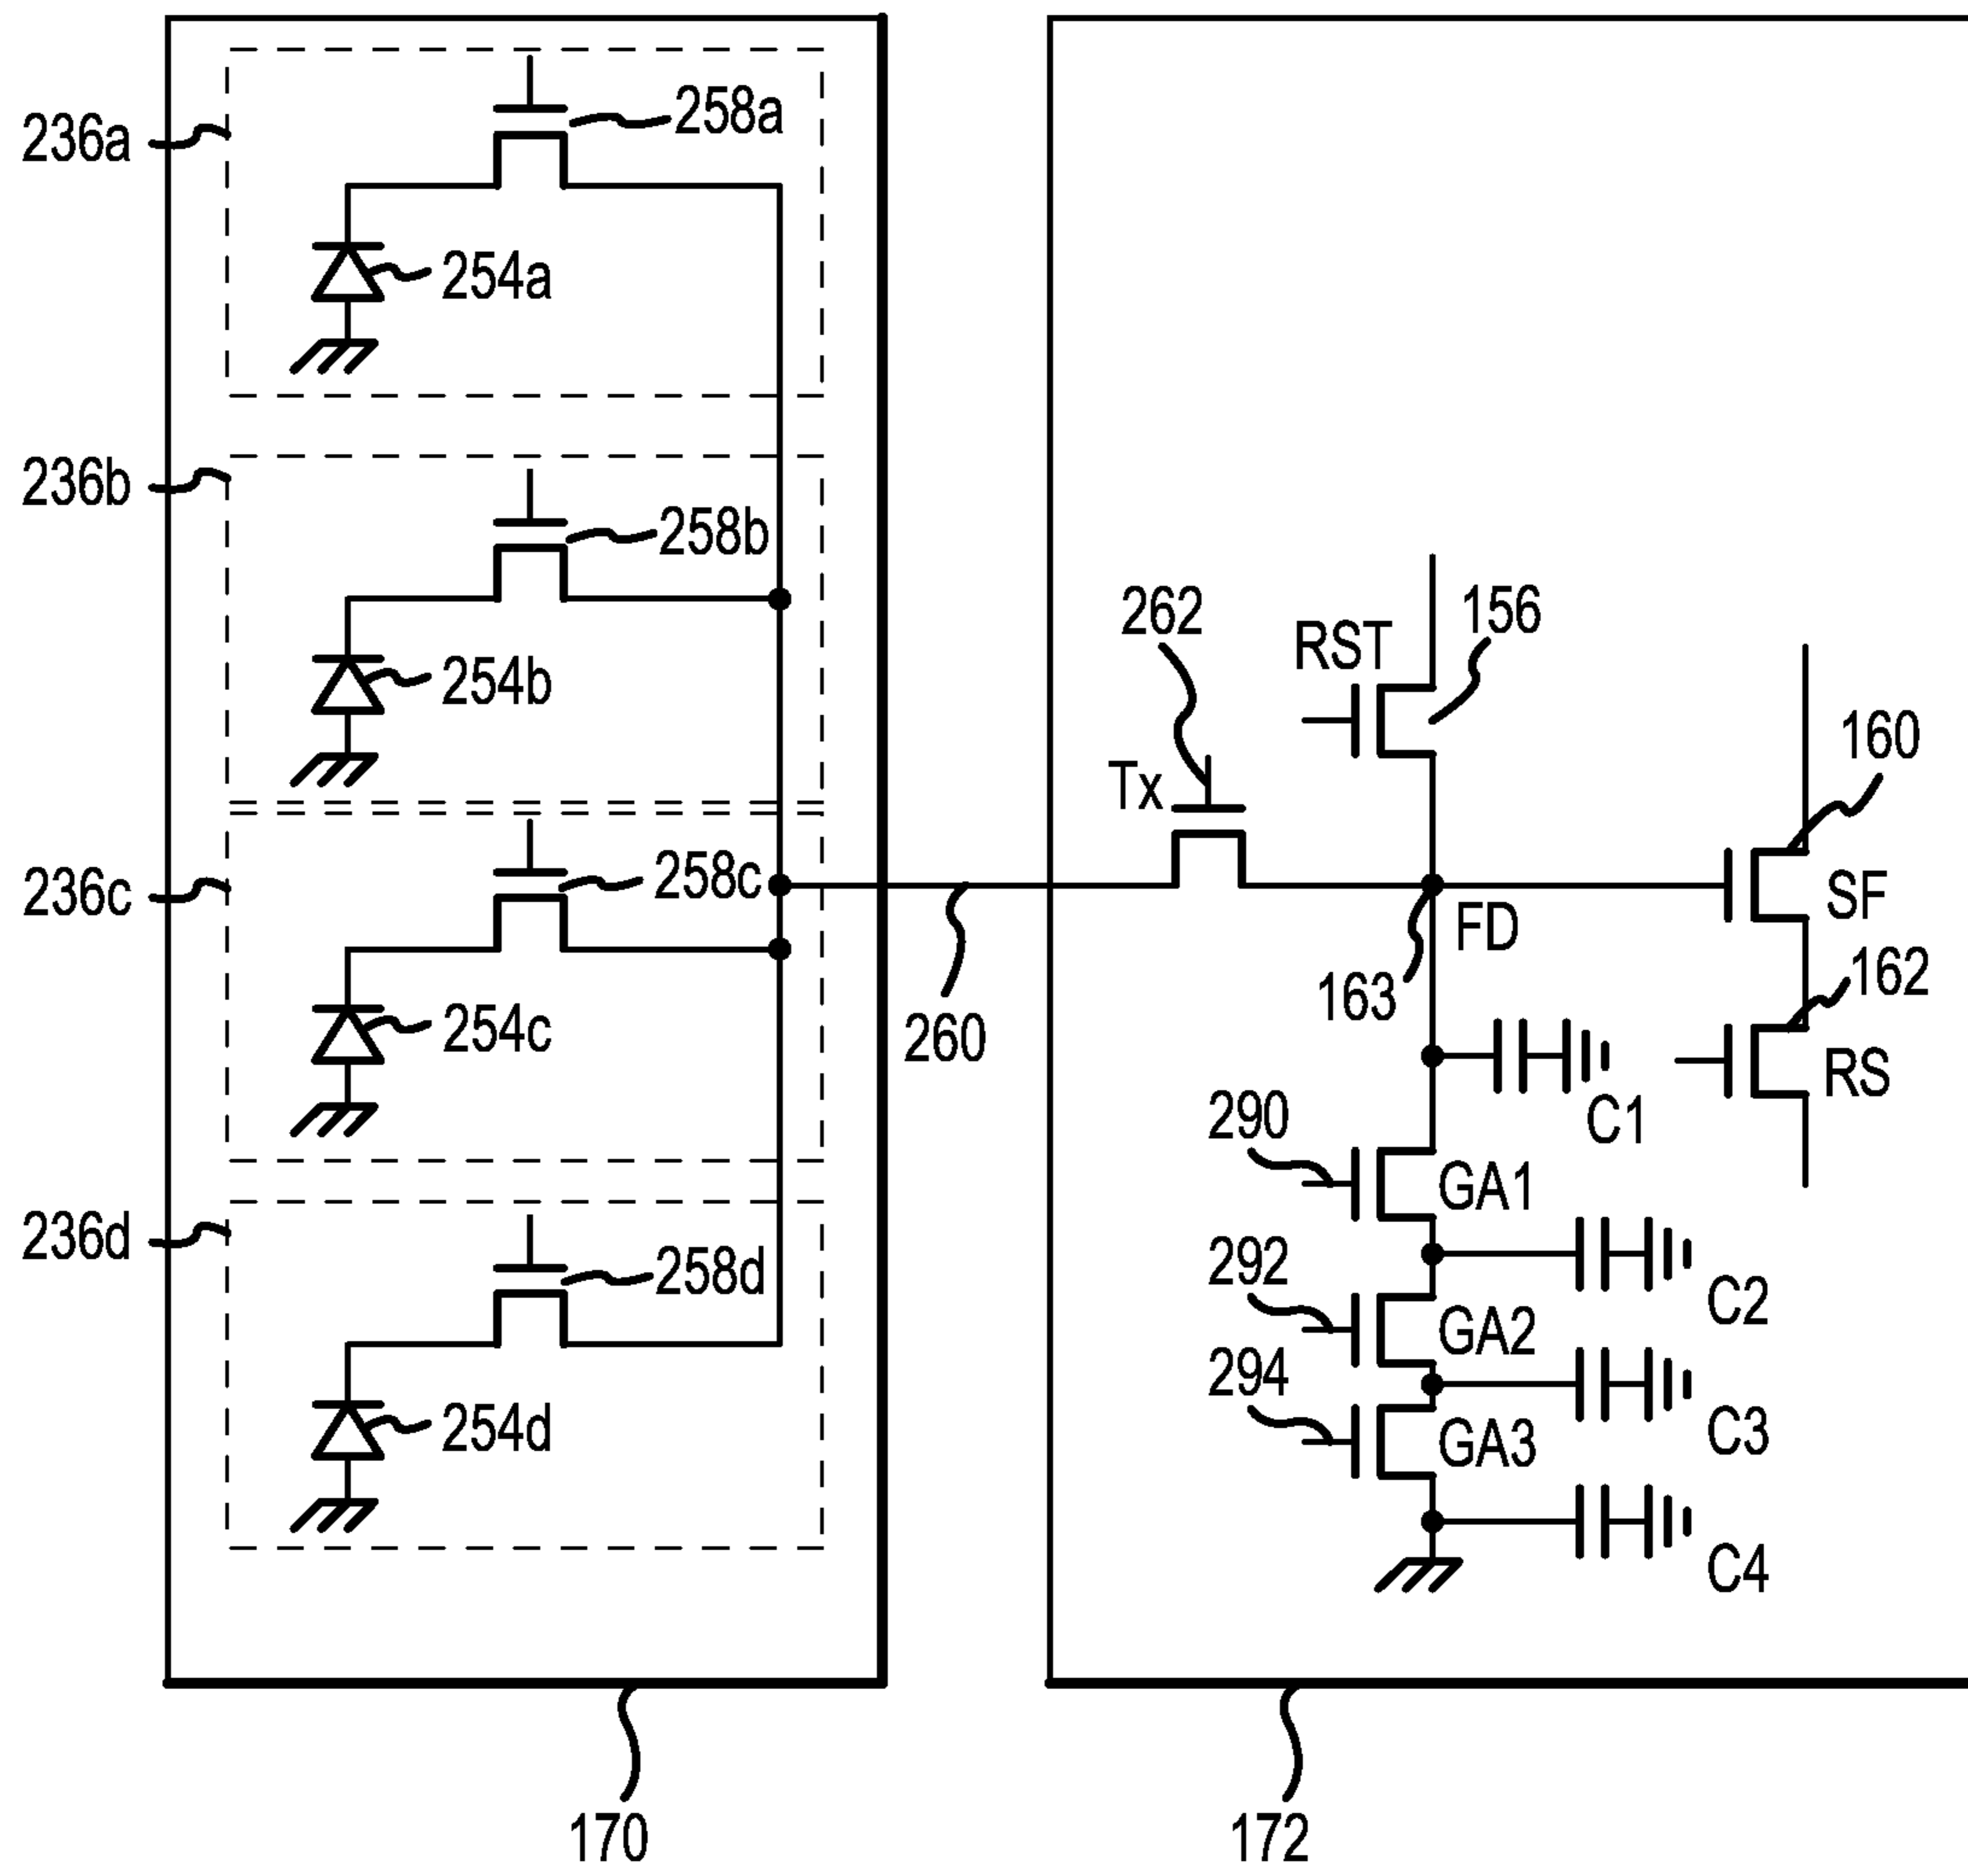 236a
258a
254a
236b
258b
254b
236c
258c
254c
236d
258d
254d
260
262
Tx
RST
156
160
SF
FD
163
162
RS
C1
290
GA1
C2
292
GA2
C3
294
GA3
C4
170
172